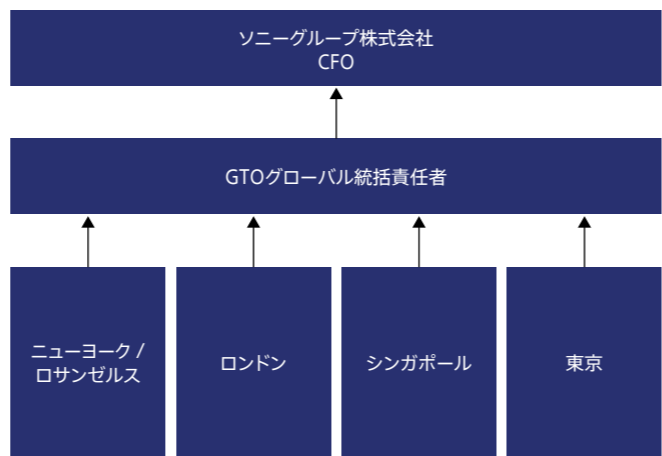 ソニーグループ株式会社
CFO
GTOグローバル統括責任者
ニューヨーク /
ロサンゼルス
ロンドン
シンガポール
東京